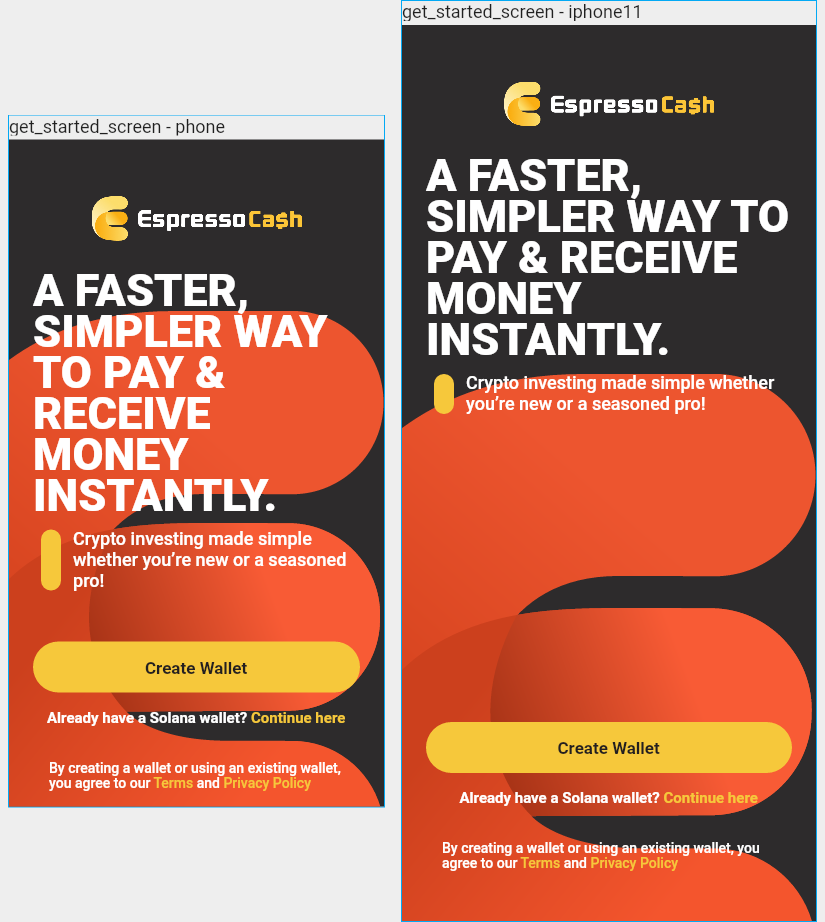 get_started_screen - phone
EspressoCa$h
A FASTER,
SIMPLER WAY
TO PAY &
RECEIVE
MONEY
INSTANTLY.
Crypto investing made simple
whether you’re new or a seasoned
pro!
Create Wallet
Already have a Solana wallet? Continue here
By creating a wallet or using an existing wallet,
you agree to our Terms and Privacy Policy
get_started_screen - iphone11
EspressoCa$h
A FASTER,
SIMPLER WAY TO
PAY & RECEIVE
MONEY
INSTANTLY.
Crypto investing made simple whether
you’re new or a seasoned pro!
Create Wallet
Already have a Solana wallet? Continue here
By creating a wallet or using an existing wallet, you
agree to our Terms and Privacy Policy